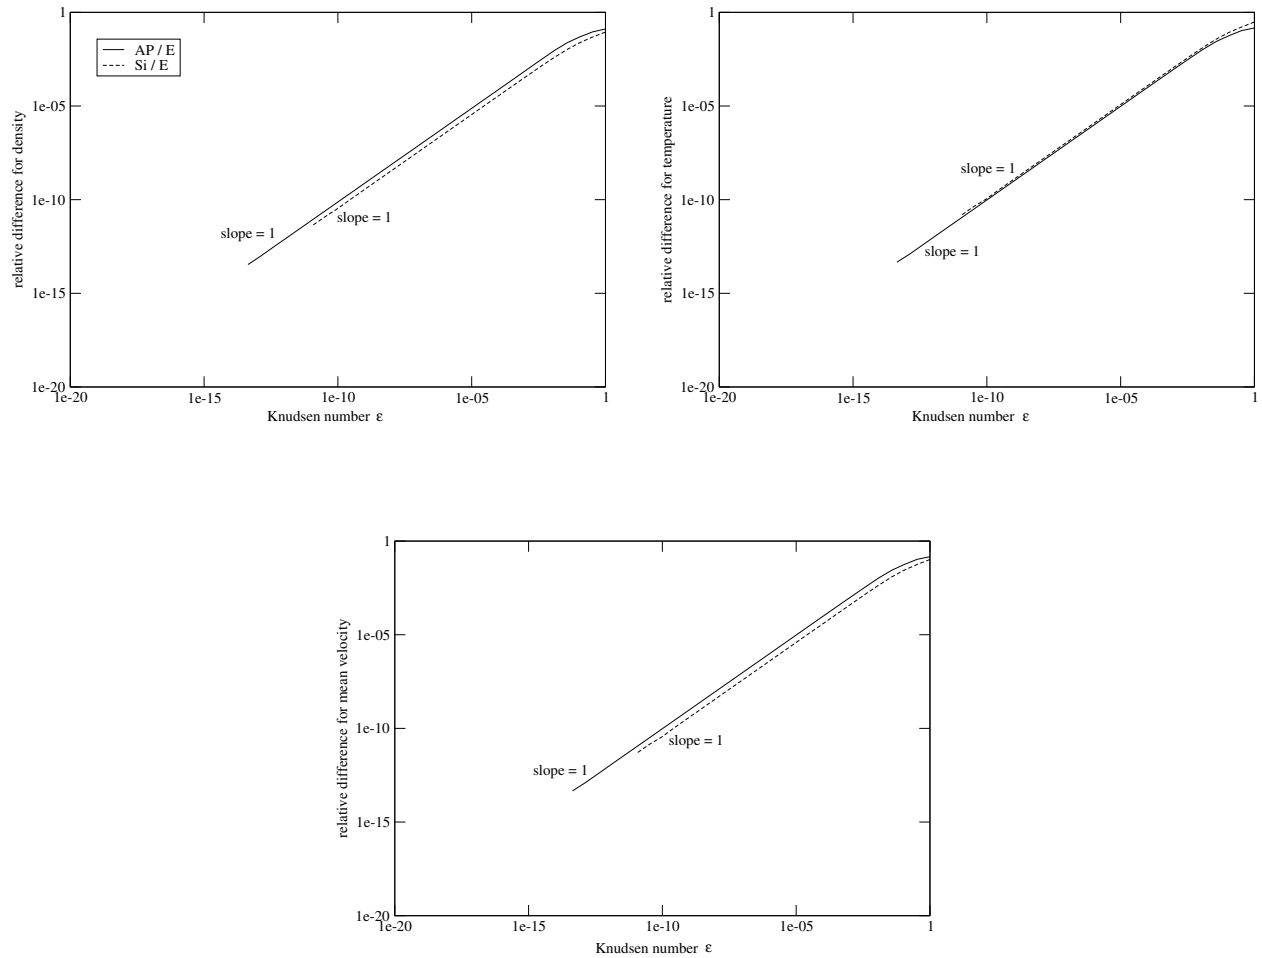 1
1e-05
1e-10
1e-15
1e-20
relative difference for density
AP / E
Si / E
slope = 1
slope = 1
1e-20
1e-15
1e-10
1e-05
1
Knudsen number ε
1
1e-05
1e-10
1e-15
1e-20
relative difference for temperature
slope = 1
slope = 1
1e-20
1e-15
1e-10
1e-05
1
Knudsen number ε
1
1e-05
1e-10
1e-15
1e-20
relative difference for mean velocity
slope = 1
slope = 1
1e-20
1e-15
1e-10
1e-05
1
Knudsen number ε